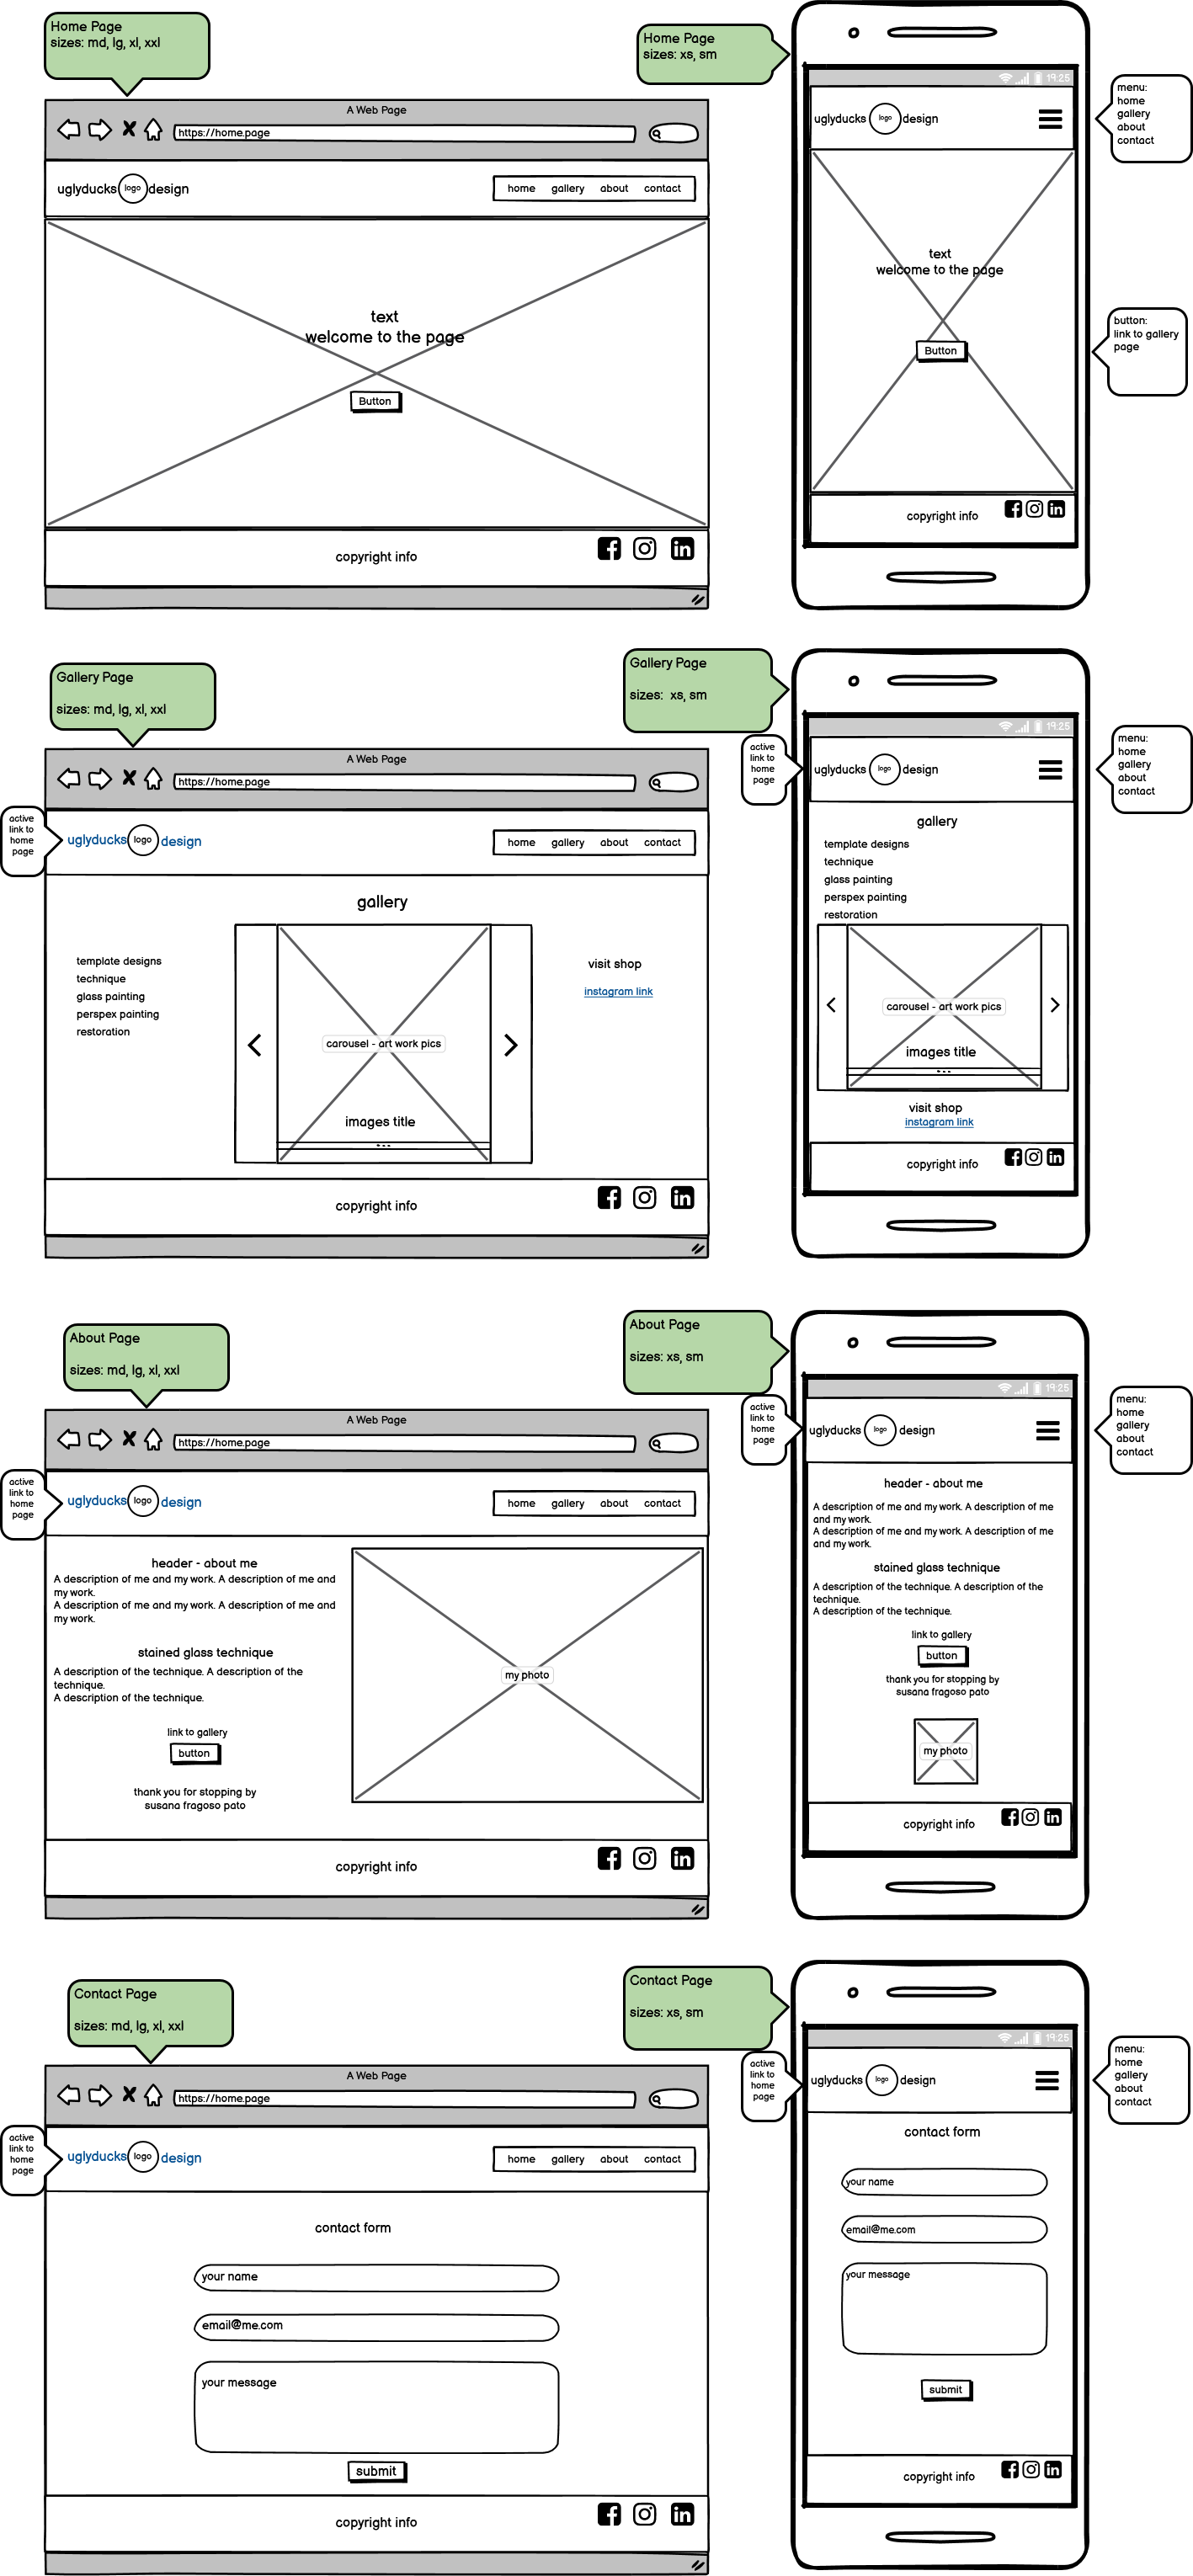 Home Page
sizes: md, lg, xl, xxl
A Web Page
https://home.page
uglyducks logo design
home gallery about contact
text
welcome to the page
Button
copyright info
Home Page
sizes: xs, sm
19:25
uglyducks logo design
text
welcome to the page
Button
copyright info
menu:
home
gallery
about
contact
button:
link to gallery
page
Gallery Page
sizes: md, lg, xl, xxl
A Web Page
https://home.page
active
link to
home
page
uglyducks logo design
home gallery about contact
gallery
template designs
technique
glass painting
perspex painting
restoration
carousel - art work pics
images title
visit shop
instagram link
copyright info
Gallery Page
sizes: xs, sm
active
link to
home
page
19:25
uglyducks logo design
gallery
template designs
technique
glass painting
perspex painting
restoration
carousel - art work pics
images title
visit shop
instagram link
copyright info
menu:
home
gallery
about
contact
About Page
sizes: md, lg, xl, xxl
A Web Page
https://home.page
active
link to
home
page
uglyducks logo design
home gallery about contact
header - about me
A description of me and my work. A description of me and
my work.
A description of me and my work. A description of me and
my work.
stained glass technique
A description of the technique. A description of the
technique.
A description of the technique.
link to gallery
button
thank you for stopping by
susana fragoso pato
my photo
copyright info
About Page
sizes: xs, sm
active
link to
home
page
19:25
uglyducks logo design
header - about me
A description of me and my work. A description of me
and my work.
A description of me and my work. A description of me
and my work.
stained glass technique
A description of the technique. A description of the
technique.
A description of the technique.
link to gallery
button
thank you for stopping by
susana fragoso pato
my photo
copyright info
menu:
home
gallery
about
contact
Contact Page
sizes: md, lg, xl, xxl
A Web Page
https://home.page
active
link to
home
page
uglyducks logo design
home gallery about contact
contact form
your name
email@me.com
your message
submit
copyright info
Contact Page
sizes: xs, sm
active
link to
home
page
19:25
uglyducks logo design
contact form
your name
email@me.com
your message
submit
copyright info
menu:
home
gallery
about
contact